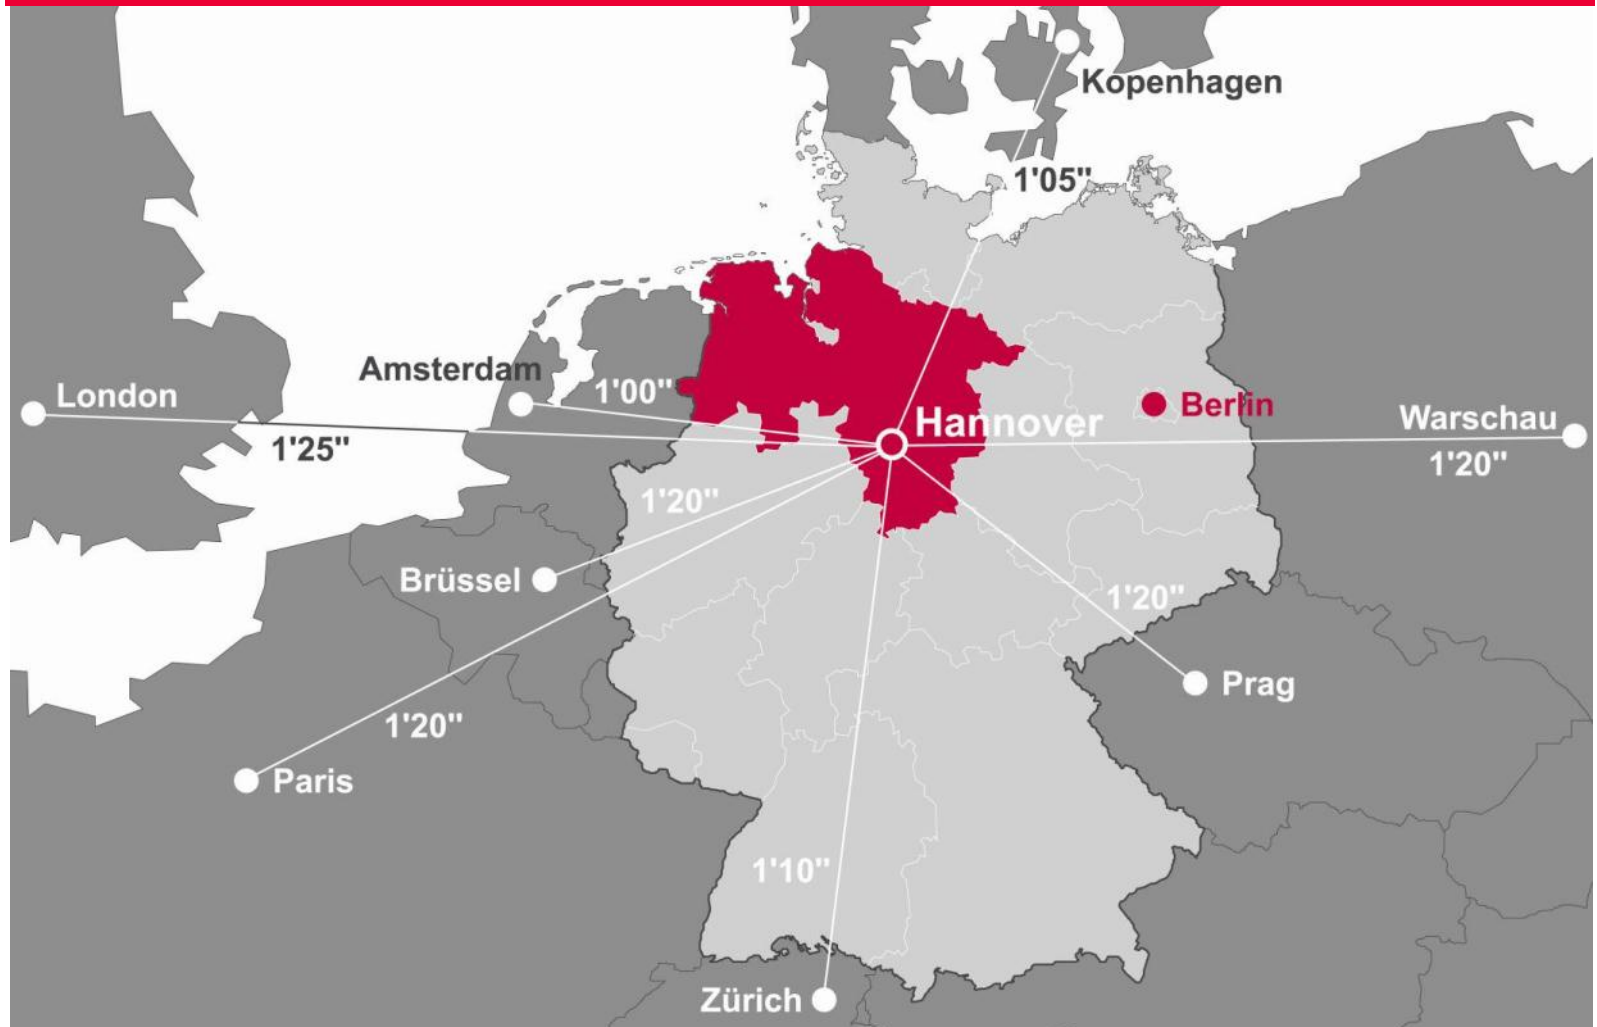 Kopenhagen
1'05"
Amsterdam
1'00"
London
1'25"
Hannover
Berlin
Warschau
1'20"
1'20"
Brüssel
1'20"
Prag
1'20"
Paris
1'10"
Zürich